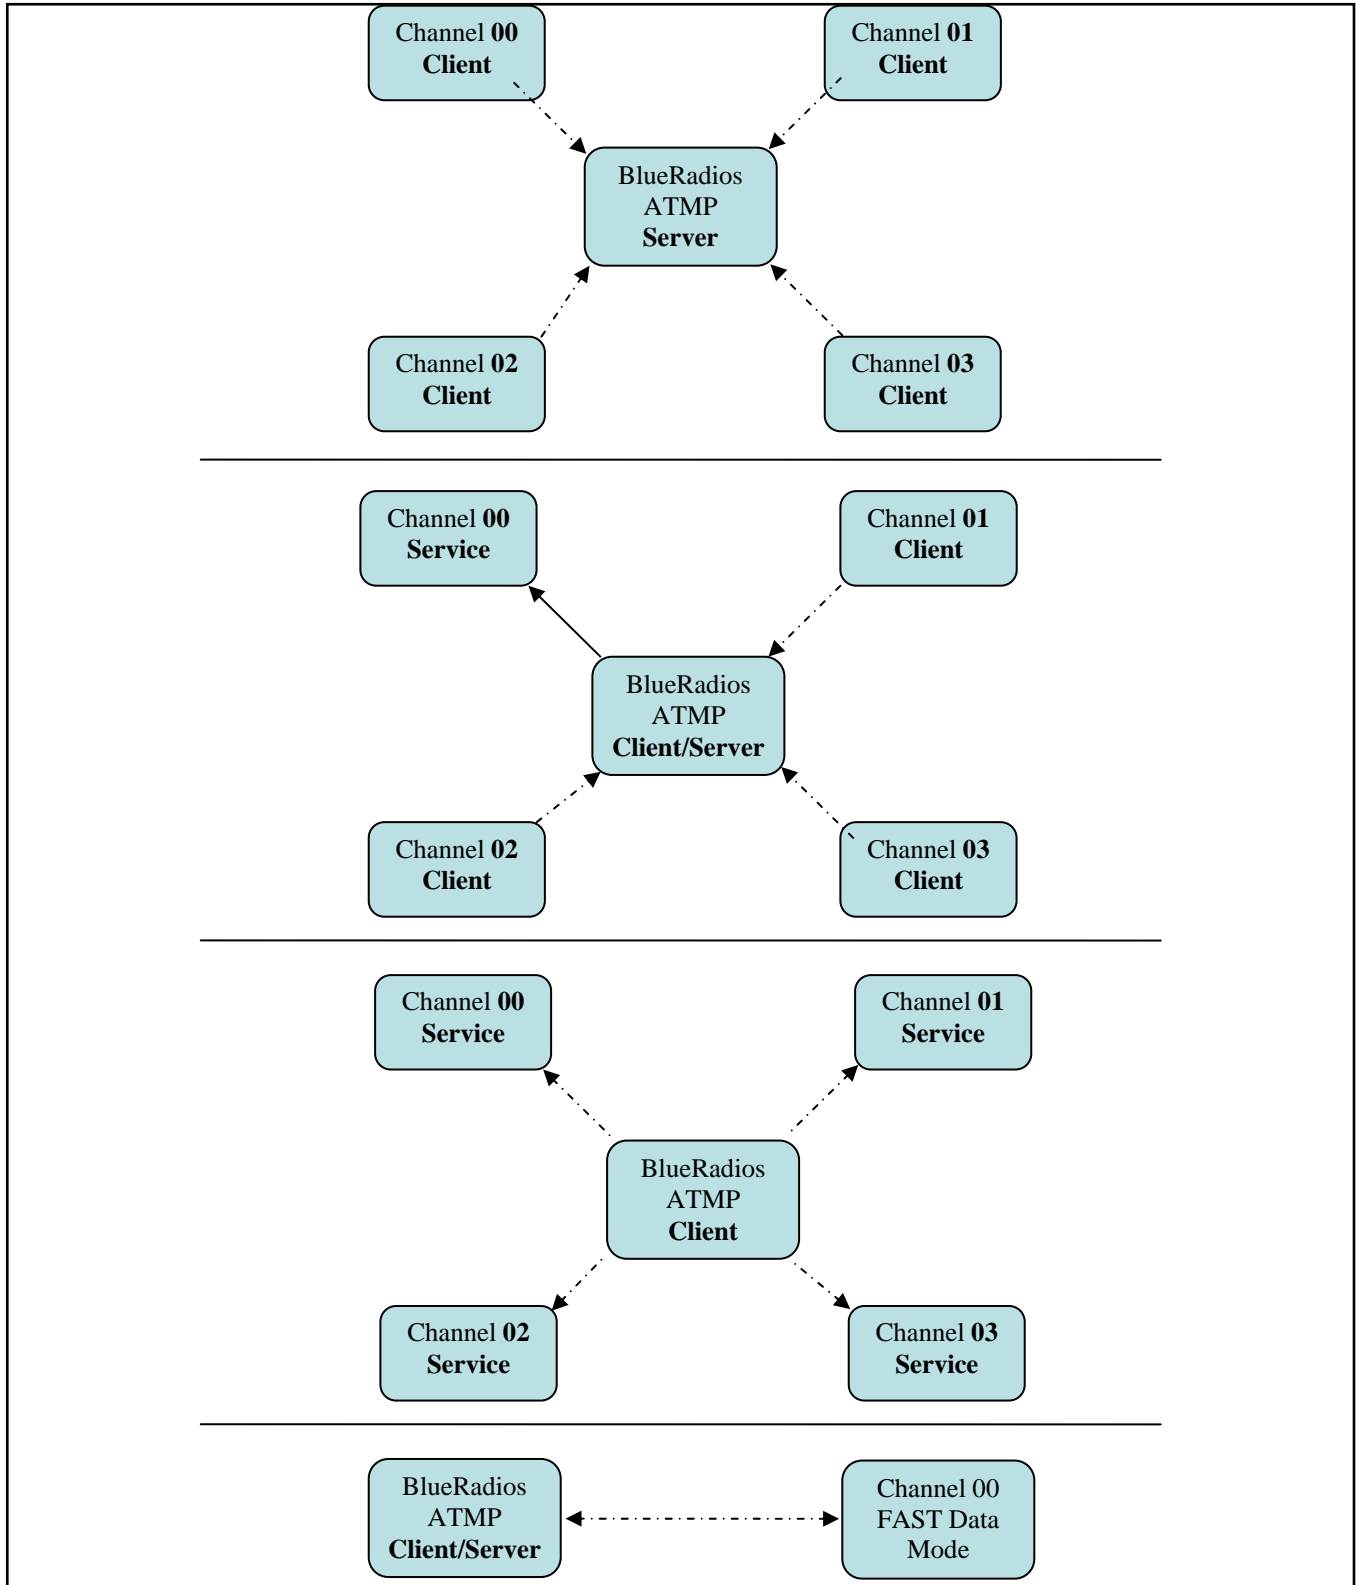 Channel 00
Client
Channel 01
Client
BlueRadios
ATMP
Server
Channel 02
Client
Channel 03
Client
Channel 00
Service
Channel 01
Client
BlueRadios
ATMP
Client/Server
Channel 02
Client
Channel 03
Client
Channel 00
Service
Channel 01
Service
BlueRadios
ATMP
Client
Channel 02
Service
Channel 03
Service
BlueRadios
ATMP
Client/Server
Channel 00
FAST Data
Mode